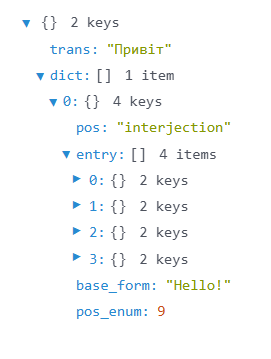 ▼ {} 2 keys
trans: "Привіт"
▼ dict: [] 1 item
▼ 0: {} 4 keys
pos: "interjection"
▼ entry: [] 4 items
▶ 0: {} 2 keys
▶ 1: {} 2 keys
▶ 2: {} 2 keys
▶ 3: {} 2 keys
base_form: "Hello!"
pos_enum: 9